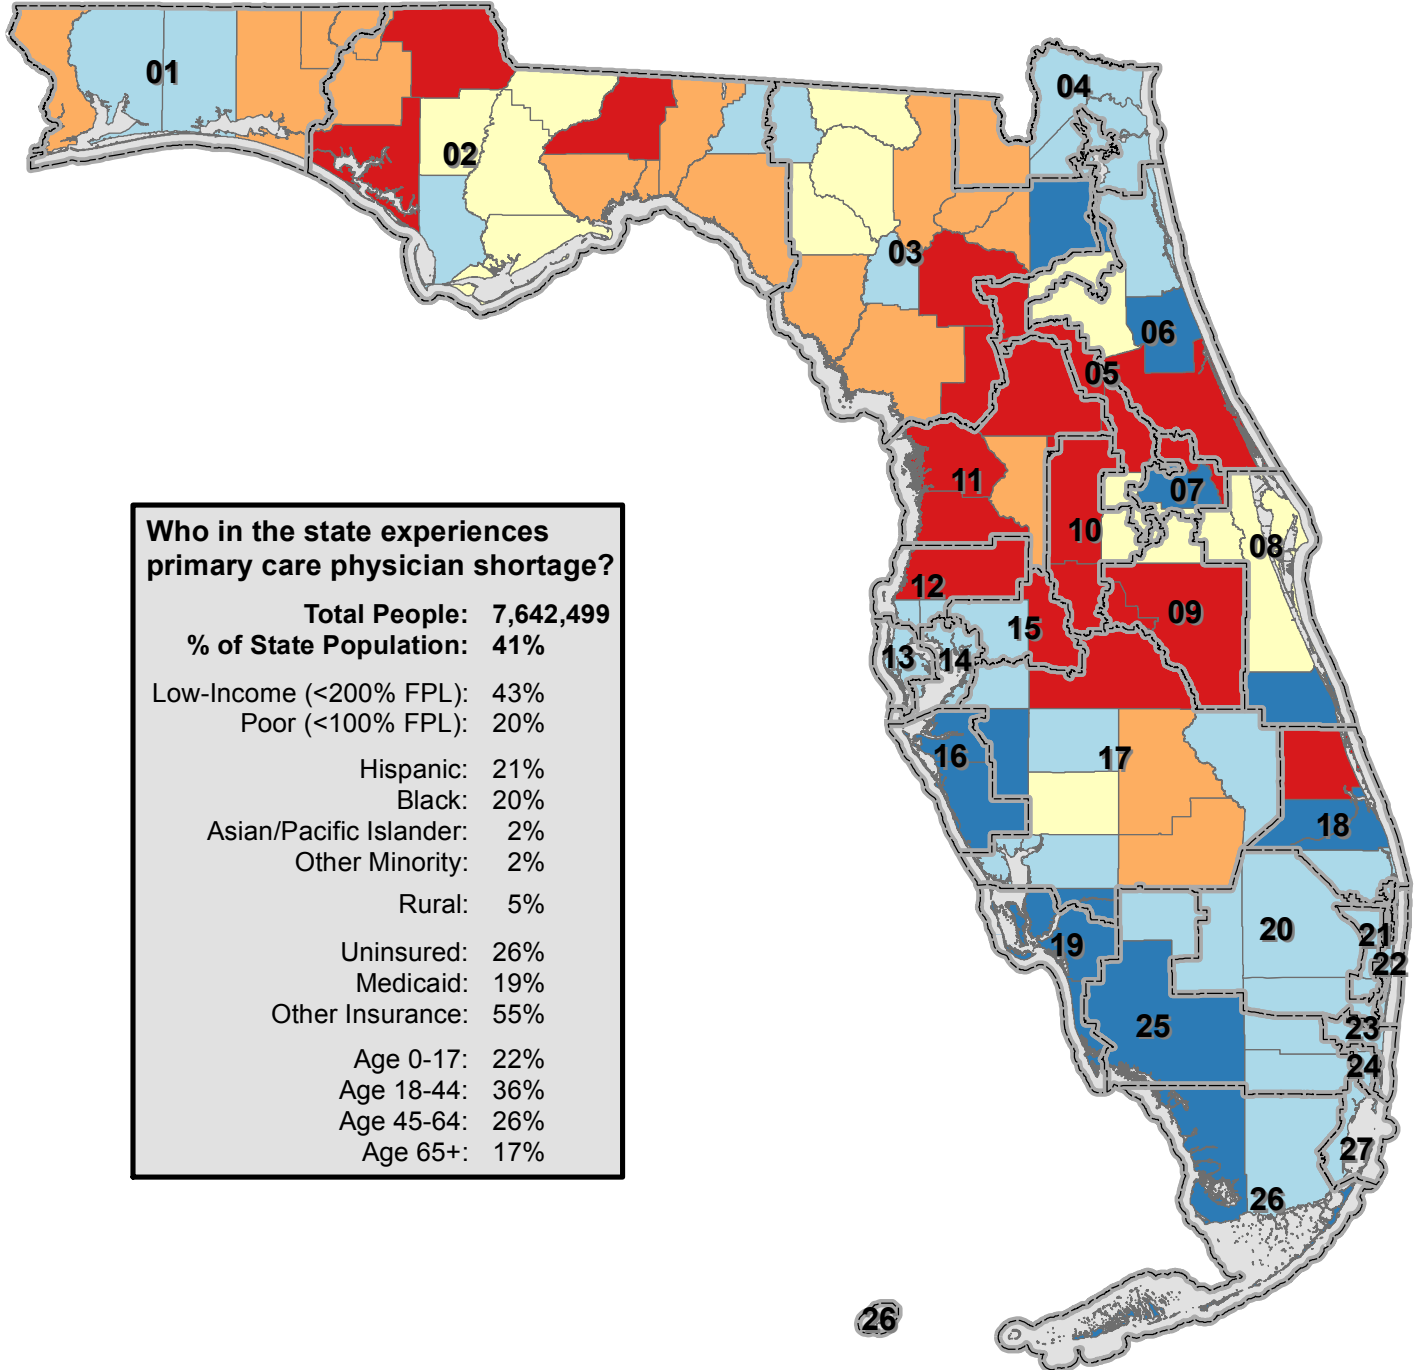 01
04
02
03
06
05
11
07
10
08
12
09
15
13
14
16
17
18
20
21
19
22
25
23
24
27
26
26
Who in the state experiences
primary care physician shortage?
Total People: 7,642,499
% of State Population: 41%
Low-Income (<200% FPL): 43%
Poor (<100% FPL): 20%
Hispanic: 21%
Black: 20%
Asian/Pacific Islander: 2%
Other Minority: 2%
Rural: 5%
Uninsured: 26%
Medicaid: 19%
Other Insurance: 55%
Age 0-17: 22%
Age 18-44: 36%
Age 45-64: 26%
Age 65+: 17%